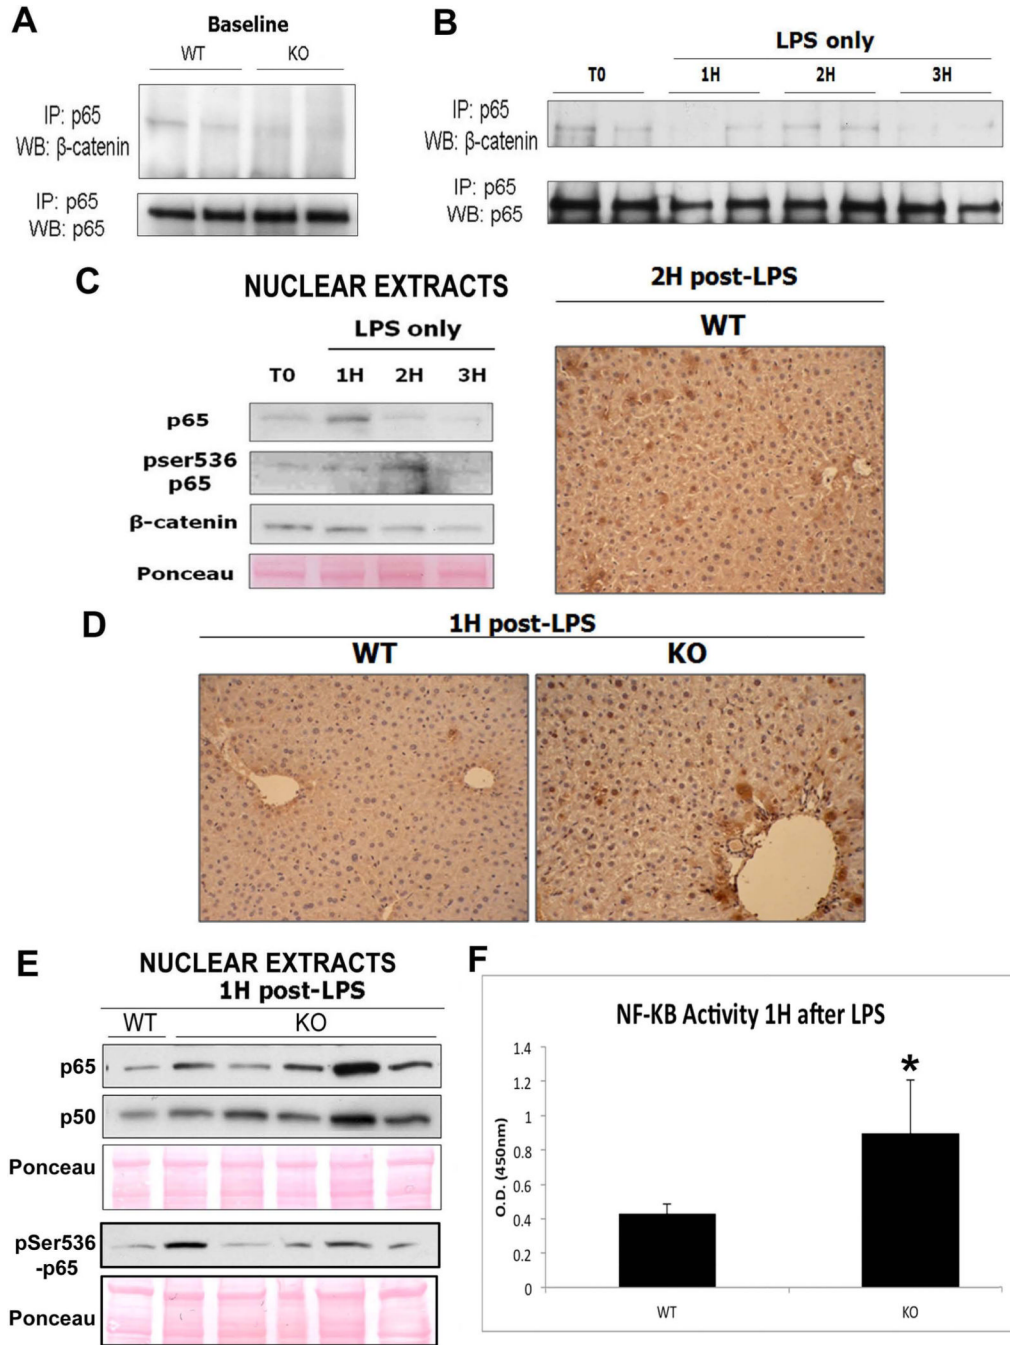 A
Baseline
WT KO
IP: p65
WB: β-catenin
IP: p65
WB: p65
B
LPS only
T0 1H 2H 3H
IP: p65
WB: β-catenin
IP: p65
WB: p65
C
NUCLEAR EXTRACTS
LPS only
T0 1H 2H 3H
p65
pser536
p65
β-catenin
Ponceau
2H post-LPS
WT
D
1H post-LPS
WT KO
E
NUCLEAR EXTRACTS
1H post-LPS
WT KO
p65
p50
Ponceau
pSer536
-p65
Ponceau
F
NF-KB Activity 1H after LPS
1.4
1.2
1
0.8
0.6
0.4
0.2
0
O.D. (450nm)
*
WT KO